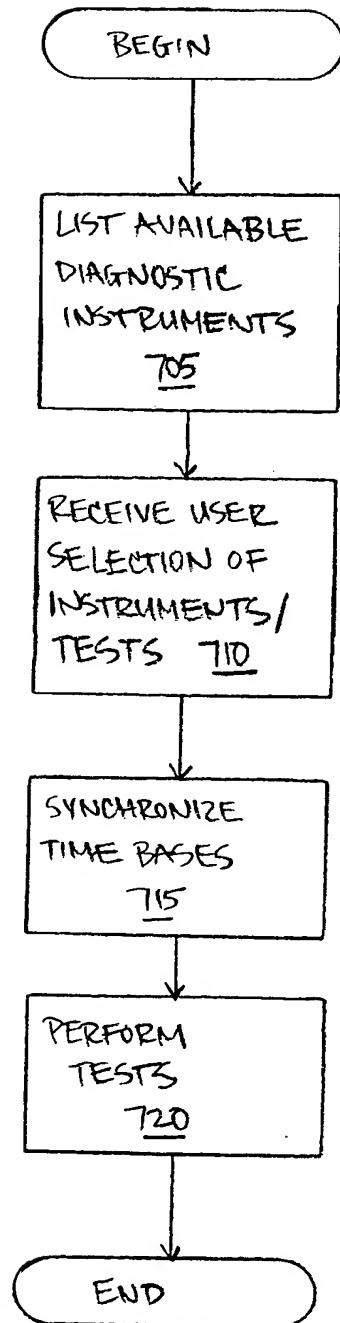 BEGIN
LIST AVAILABLE
DIAGNOSTIC
INSTRUMENTS
705
RECEIVE USER
SELECTION OF
INSTRUMENTS/
TESTS 710
SYNCHRONIZE
TIME BASES
715
PERFORM
TESTS
720
END